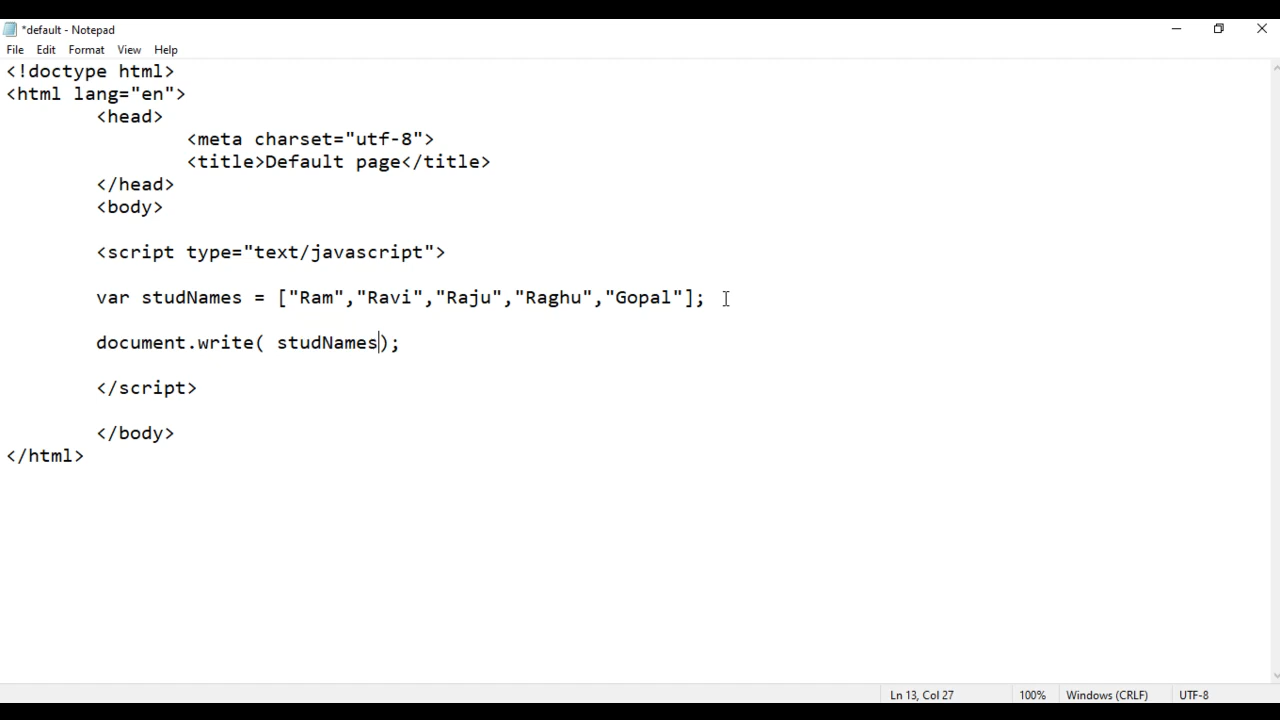 *default - Notepad
File Edit Format View Help
<!doctype html>
<html lang="en">
<head>
<meta charset="utf-8">
<title>Default page</title>
</head>
<body>
<script type="text/javascript">
var studNames = ["Ram","Ravi","Raju","Raghu","Gopal"];
document.write( studNames);
</script>
</body>
</html>
Ln 13, Col 27 100% Windows (CRLF) UTF-8